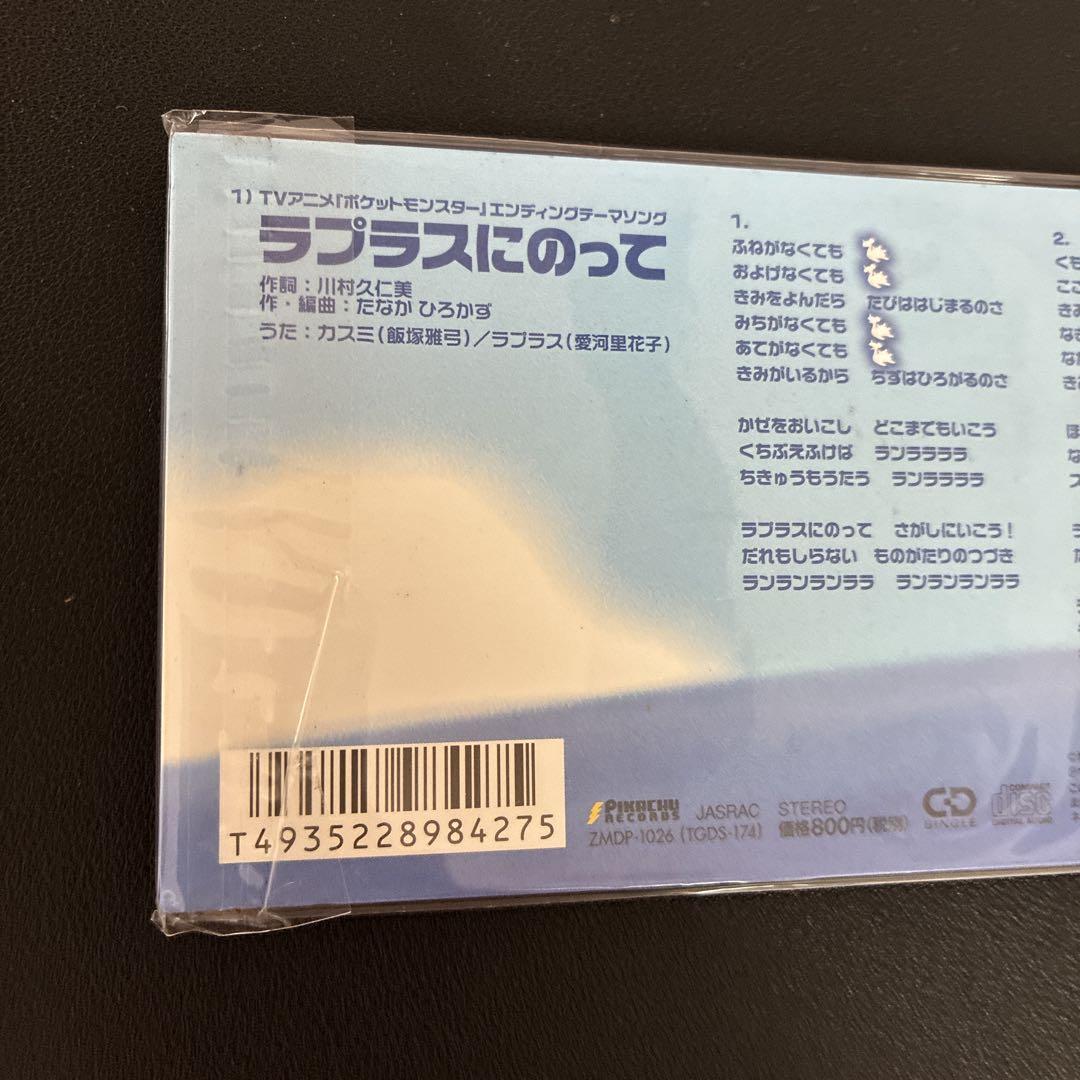 1) TVアニメ『ポケットモンスター』エンディングテーマソング
ラプラスにのって
作詞：川村久仁美
作・編曲：たなか ひろかず
うた：カスミ(飯塚雅弓)／ラプラス(愛河里花子)
1.
ふねがなくても
およげなくても
きみをよんだら たびははじまるのさ
みちがなくても
あてがなくても
きみがいるから ちずはひろがるのさ
かぜをおいこし どこまでもいこう
くちぶえふけば ランララララ
ちきゅうもうたう ランララララ
ラプラスにのって さがしにいこう！
だれもしらない ものがたりのつづき
ランランランララ ランランランララ
2.
T4935228984275
PIKACHU RECORDS
JASRAC STEREO
ZMDP-1026 (TGDS-174) 価格800円(税別)
CD SINGLE
COMPACT disc DIGITAL AUDIO